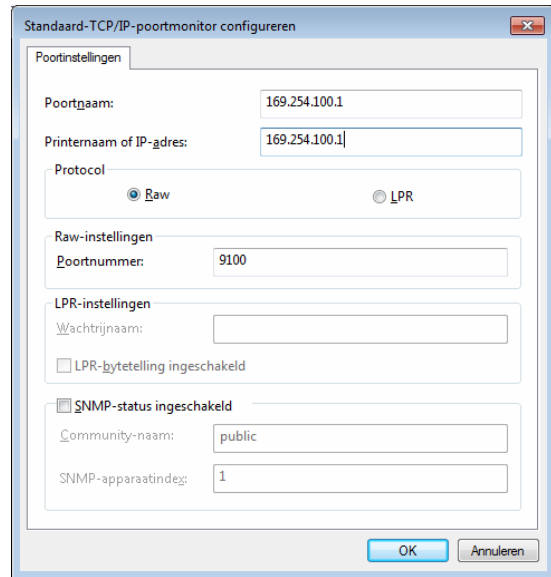 Standaard-TCP/IP-poortmonitor configureren
Poortinstellingen
Poortnaam: 169.254.100.1
Printernaam of IP-adres: 169.254.100.1
Protocol
Raw LPR
Raw-instellingen
Poortnummer: 9100
LPR-instellingen
Wachtrijnaam:
LPR-bytetelling ingeschakeld
SNMP-status ingeschakeld
Community-naam: public
SNMP-apparaatindex: 1
OK Annuleren